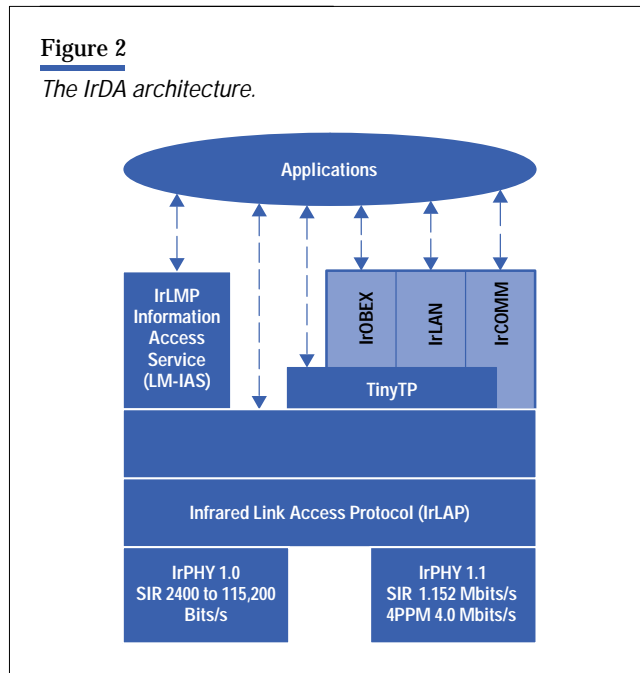 Figure 2
The IrDA architecture.
Applications
IrLMP
Information
Access
Service
(LM-IAS)
IrOBEX
IrLAN
IrCOMM
TinyTP
Infrared Link Access Protocol (IrLAP)
IrPHY 1.0
SIR 2400 to 115,200
Bits/s
IrPHY 1.1
SIR 1.152 Mbits/s
4PPM 4.0 Mbits/s